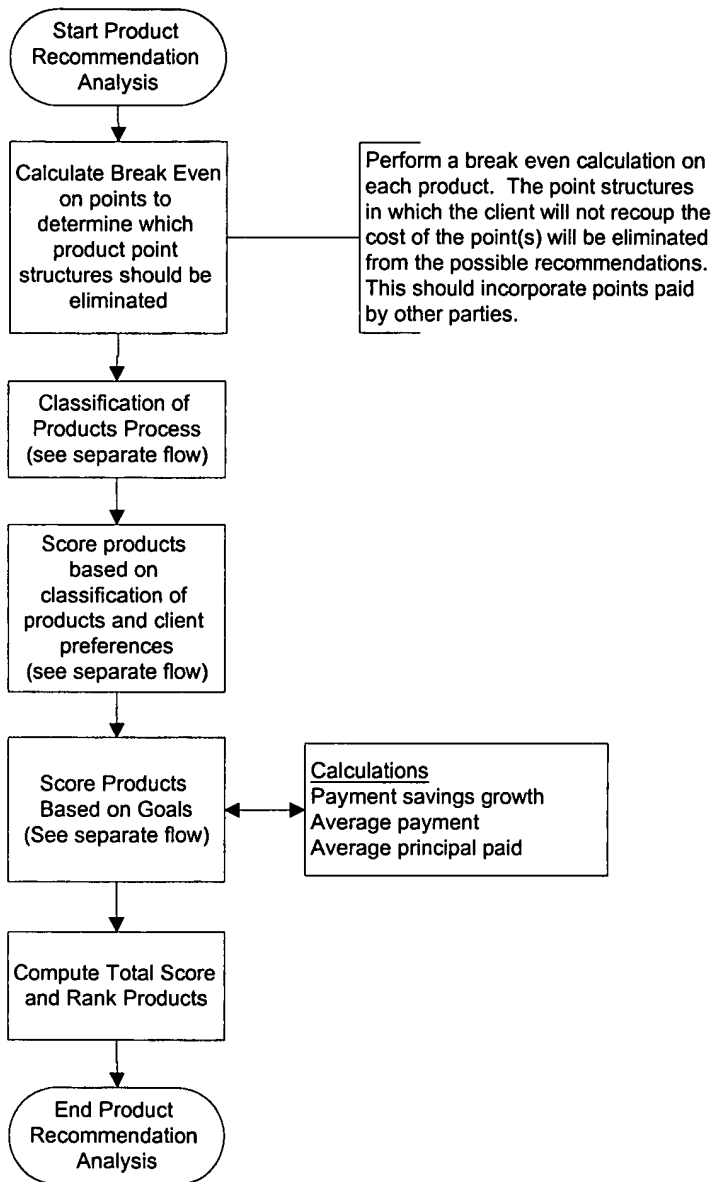 Start Product
Recommendation
Analysis
Calculate Break Even
on points to
determine which
product point
structures should be
eliminated
Perform a break even calculation on
each product. The point structures
in which the client will not recoup the
cost of the point(s) will be eliminated
from the possible recommendations.
This should incorporate points paid
by other parties.
Classification of
Products Process
(see separate flow)
Score products
based on
classification of
products and client
preferences
(see separate flow)
Score Products
Based on Goals
(See separate flow)
Calculations
Payment savings growth
Average payment
Average principal paid
Compute Total Score
and Rank Products
End Product
Recommendation
Analysis